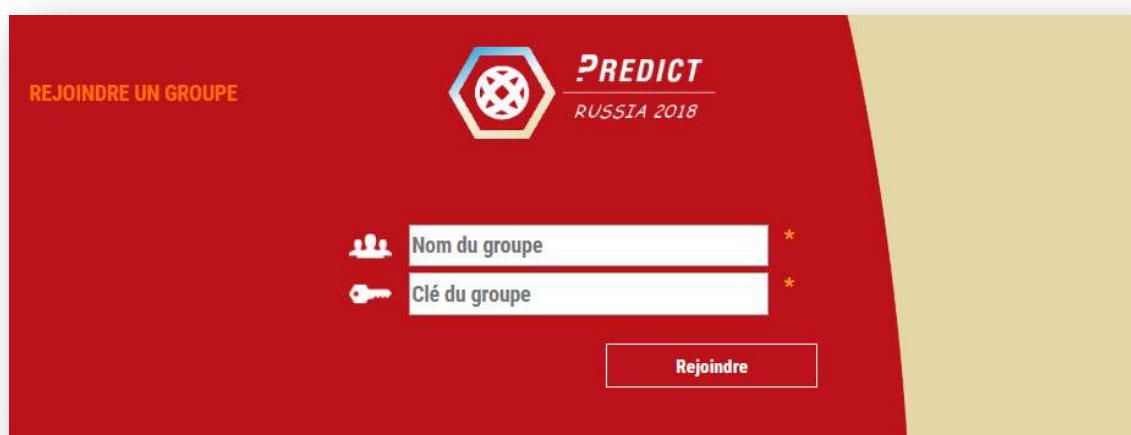 REJOINDRE UN GROUPE
PREDICT
RUSSIA 2018
Nom du groupe *
Clé du groupe *
Rejoindre